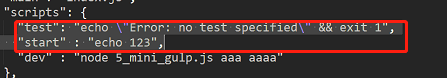 "scripts": {
"test": "echo \"Error: no test specified\" && exit 1",
"start" : "echo 123",
"dev" : "node 5_mini_gulp.js aaa aaaa"
},